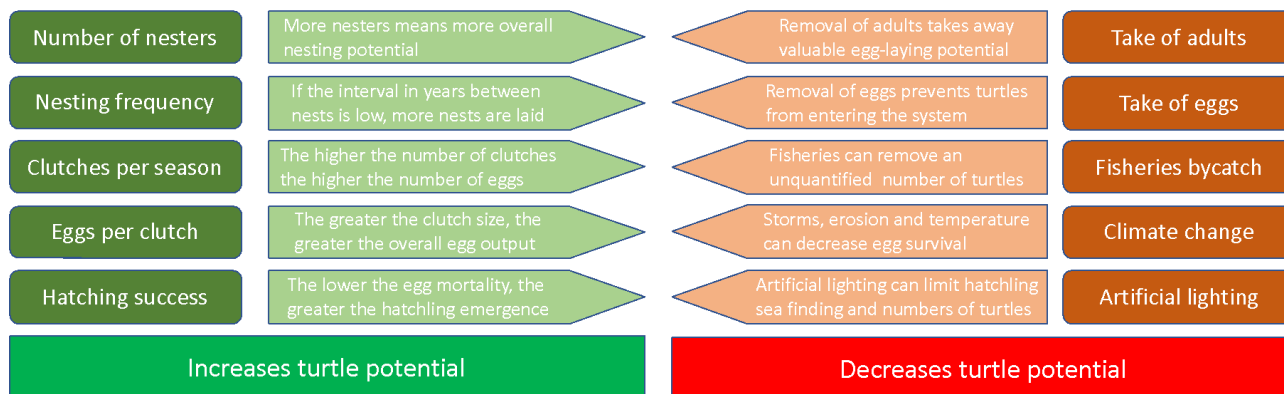 Number of nesters
More nesters means more overall
nesting potential
Removal of adults takes away
valuable egg-laying potential
Take of adults
Nesting frequency
If the interval in years between
nests is low, more nests are laid
Removal of eggs prevents turtles
from entering the system
Take of eggs
Clutches per season
The higher the number of clutches
the higher the number of eggs
Fisheries can remove an
unquantified number of turtles
Fisheries bycatch
Eggs per clutch
The greater the clutch size, the
greater the overall egg output
Storms, erosion and temperature
can decrease egg survival
Climate change
Hatching success
The lower the egg mortality, the
greater the hatchling emergence
Artificial lighting can limit hatchling
sea finding and numbers of turtles
Artificial lighting
Increases turtle potential
Decreases turtle potential